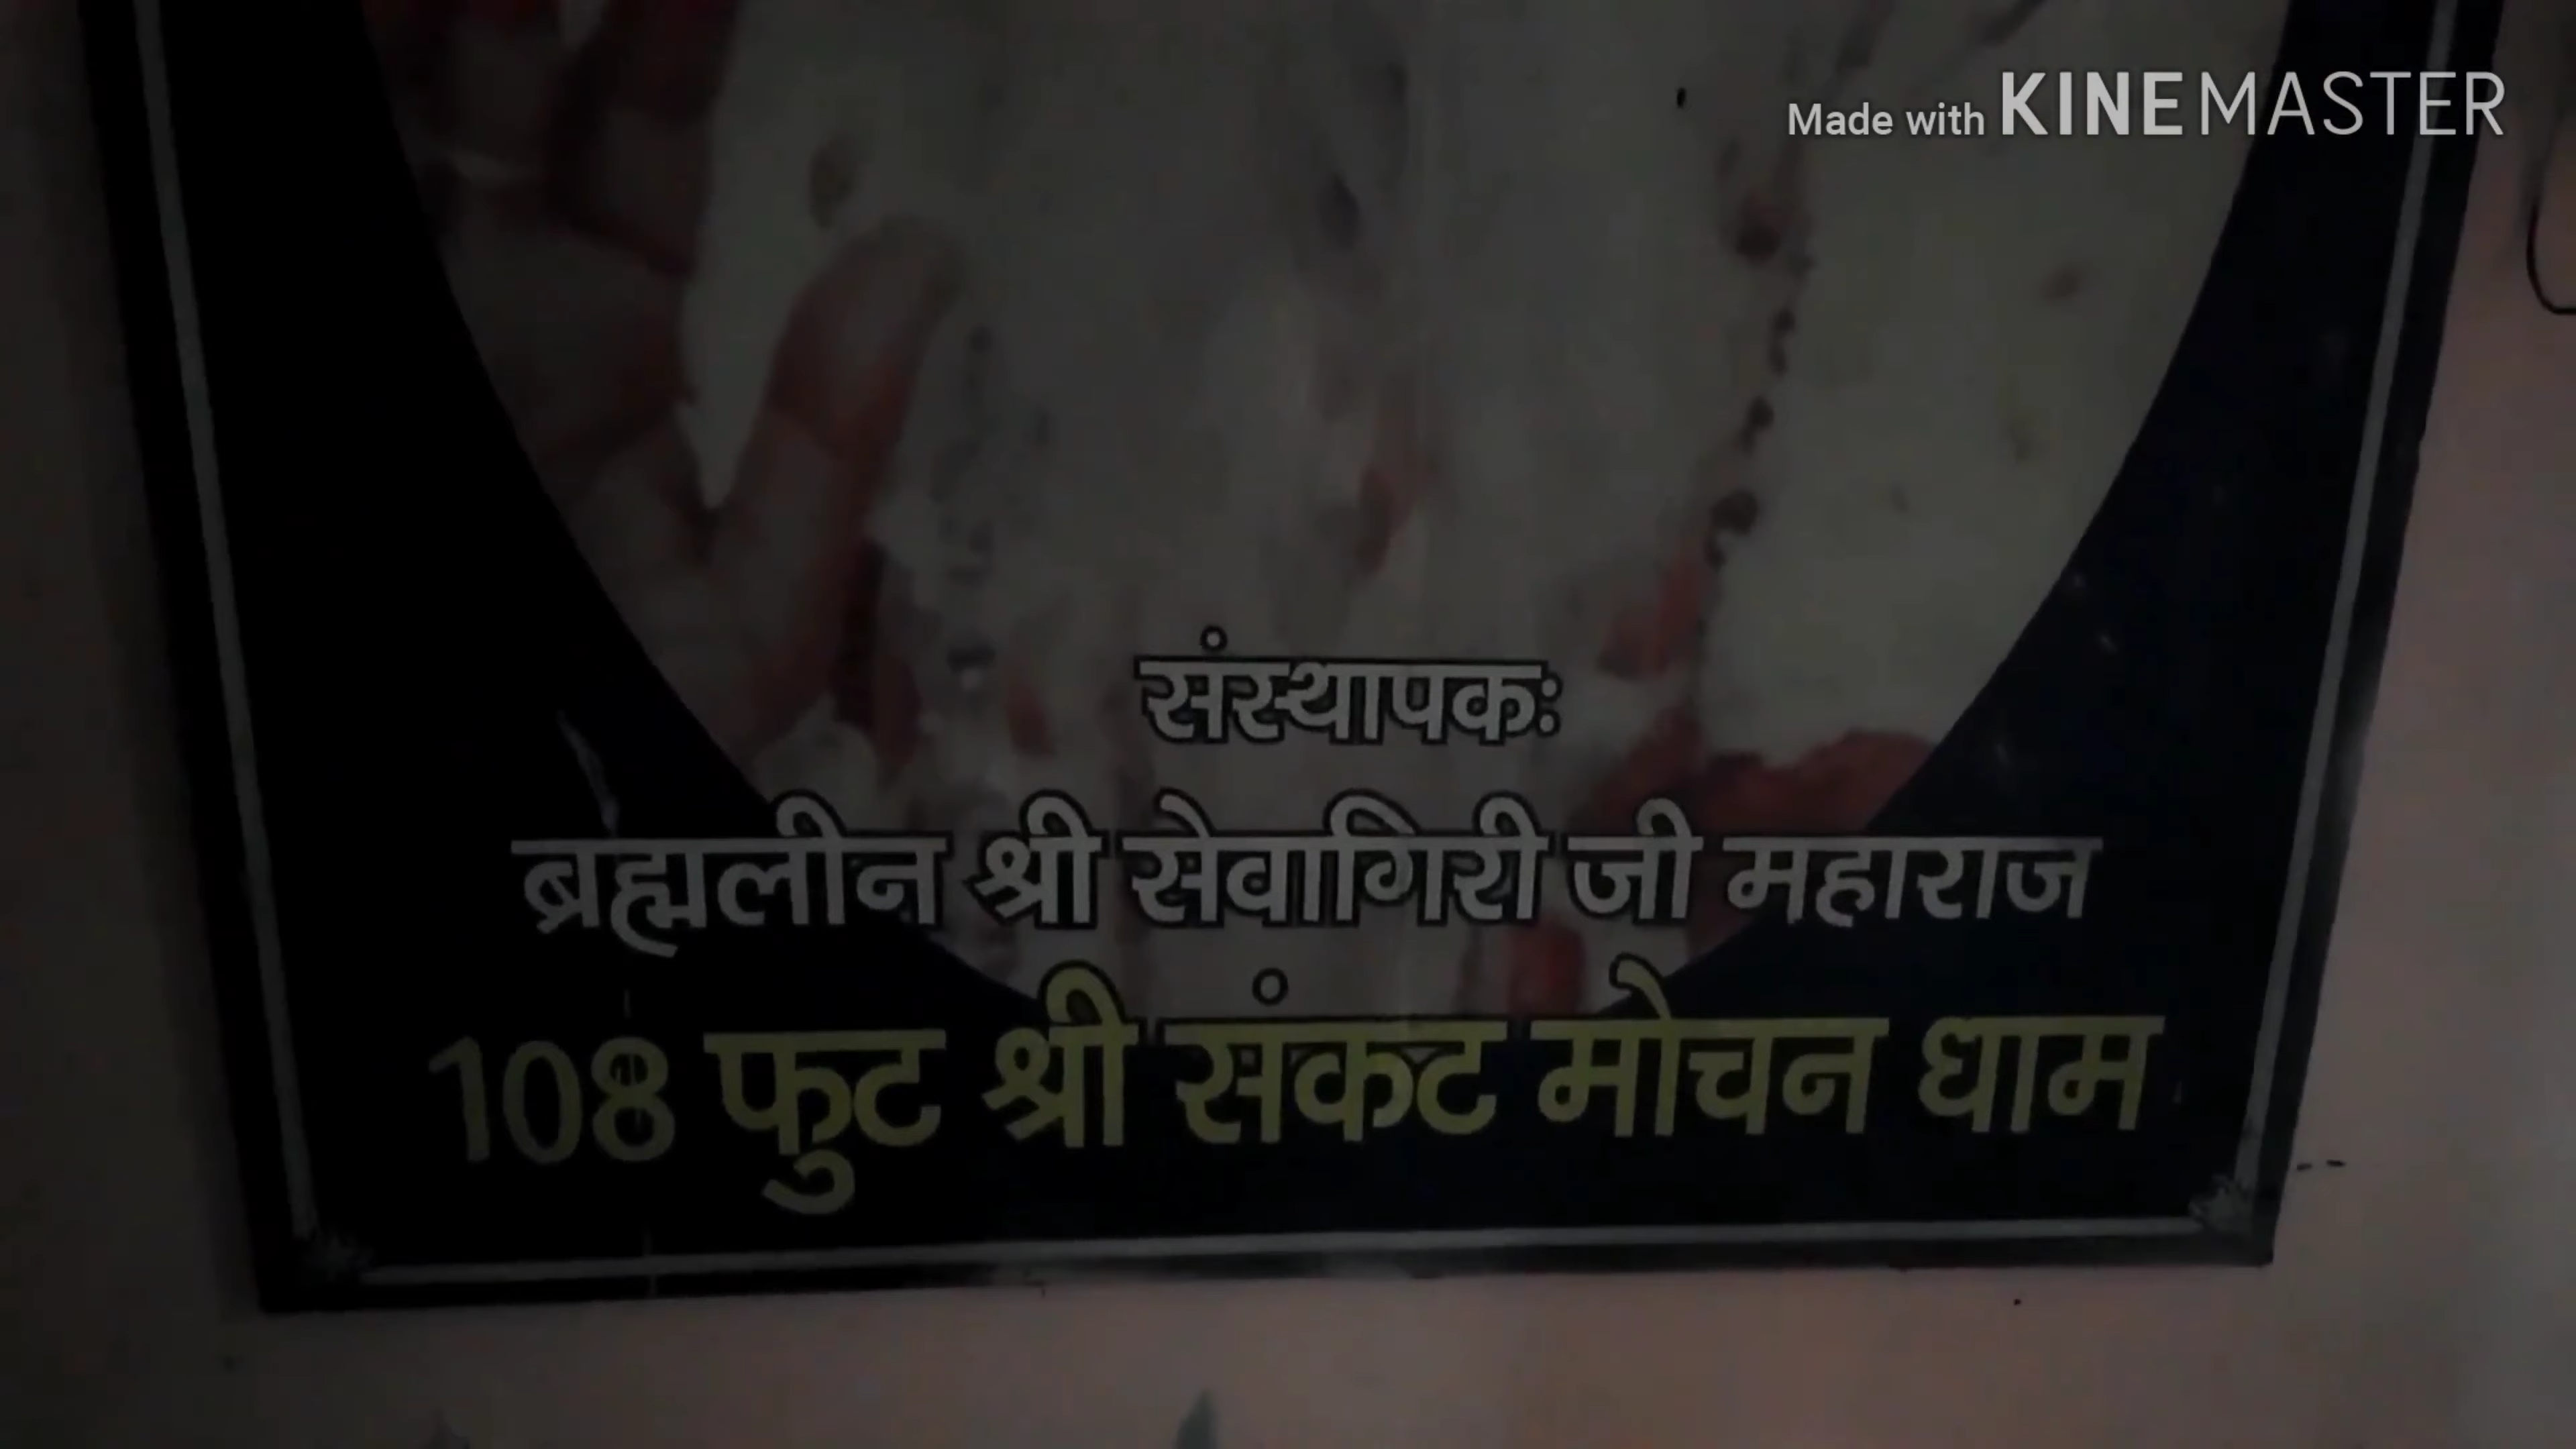 Made with KINEMASTER
संस्थापकः
ब्रह्मलीन श्री सेवागिरी जी महाराज
108 फुट श्री संकट मोचन धाम